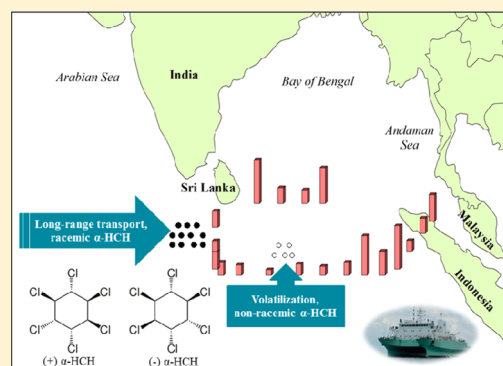 Arabian Sea
India
Bay of Bengal
Andaman
Sea
Sri Lanka
Malaysia
Indonesia
Long-range transport,
racemic α-HCH
Volatilization,
non-racemic α-HCH
Cl
Cl
Cl
Cl
Cl
Cl
(+) α-HCH
Cl
Cl
Cl
Cl
Cl
Cl
(-) α-HCH